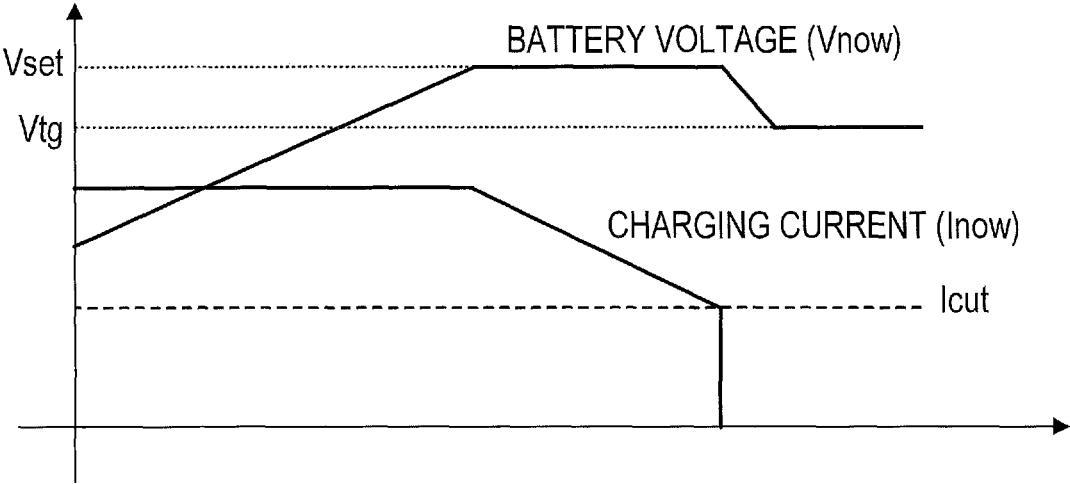 BATTERY VOLTAGE (Vnow)
Vset
Vtg
CHARGING CURRENT (Inow)
Icut